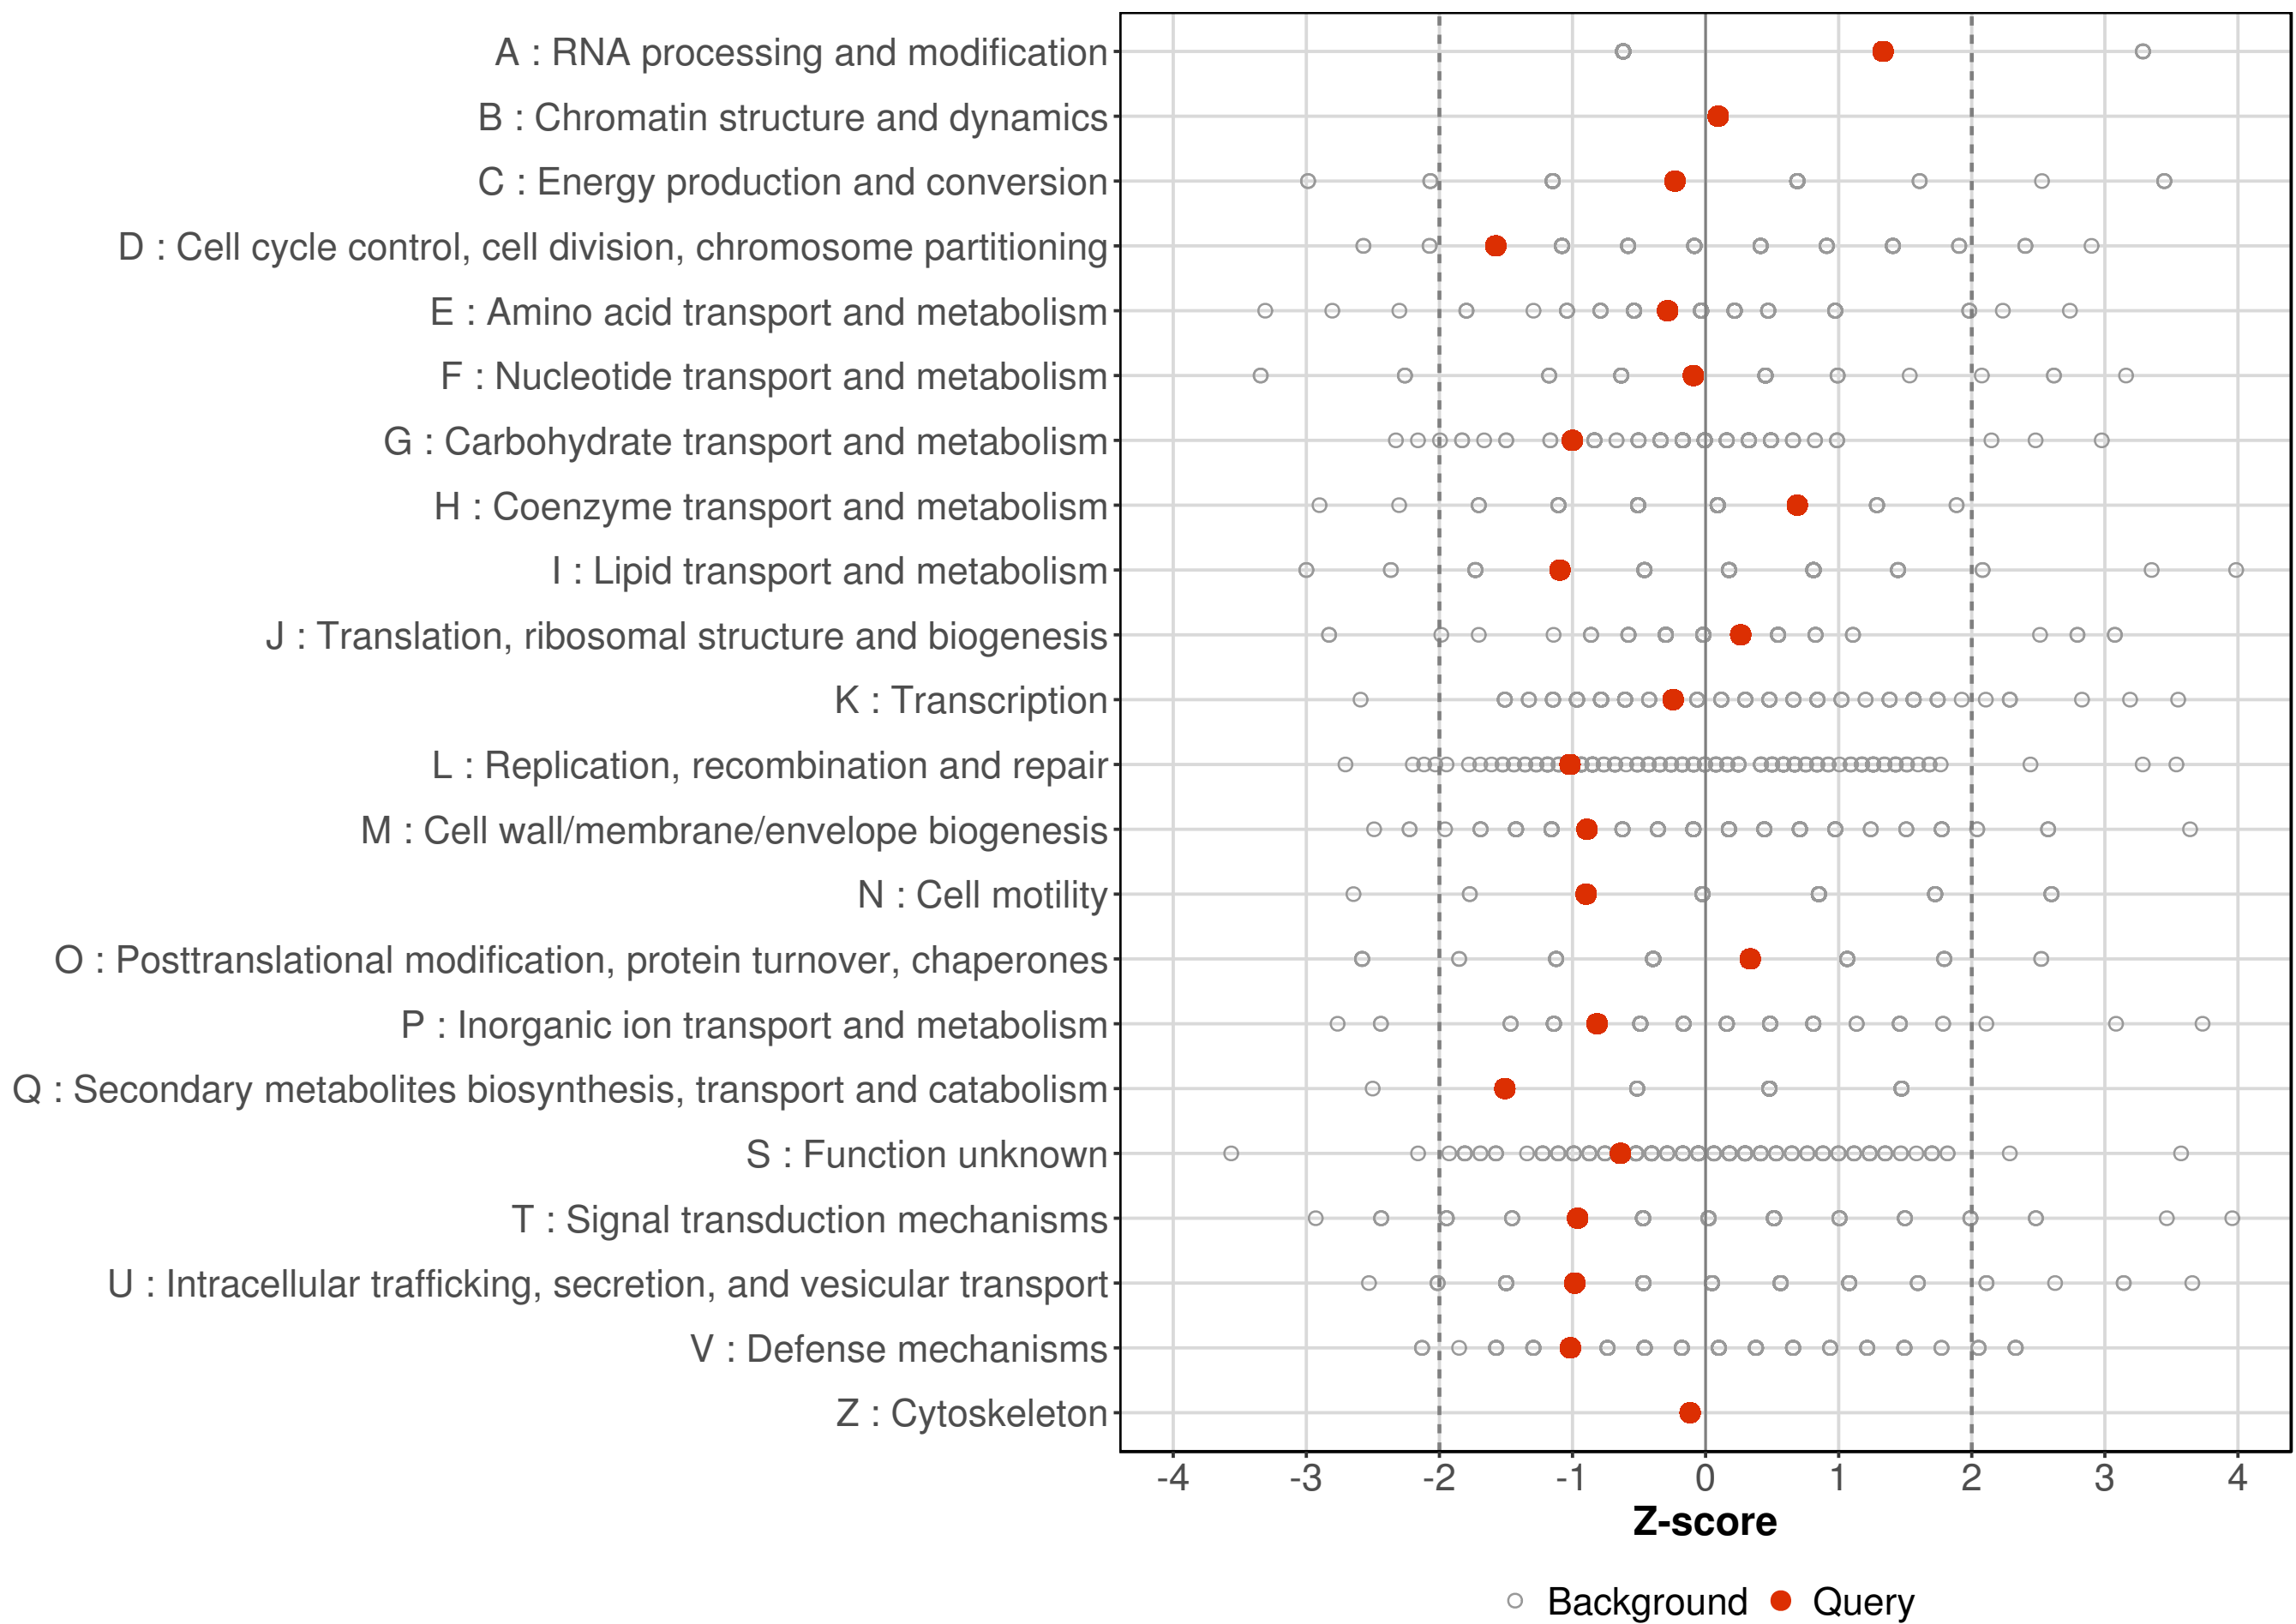 A : RNA processing and modification
B : Chromatin structure and dynamics
C : Energy production and conversion
D : Cell cycle control, cell division, chromosome partitioning
E : Amino acid transport and metabolism
F : Nucleotide transport and metabolism
G : Carbohydrate transport and metabolism
H : Coenzyme transport and metabolism
I : Lipid transport and metabolism
J : Translation, ribosomal structure and biogenesis
K : Transcription
L : Replication, recombination and repair
M : Cell wall/membrane/envelope biogenesis
N : Cell motility
O : Posttranslational modification, protein turnover, chaperones
P : Inorganic ion transport and metabolism
Q : Secondary metabolites biosynthesis, transport and catabolism
S : Function unknown
T : Signal transduction mechanisms
U : Intracellular trafficking, secretion, and vesicular transport
V : Defense mechanisms
Z : Cytoskeleton
-4 -3 -2 -1 0 1 2 3 4
Z-score
Background Query